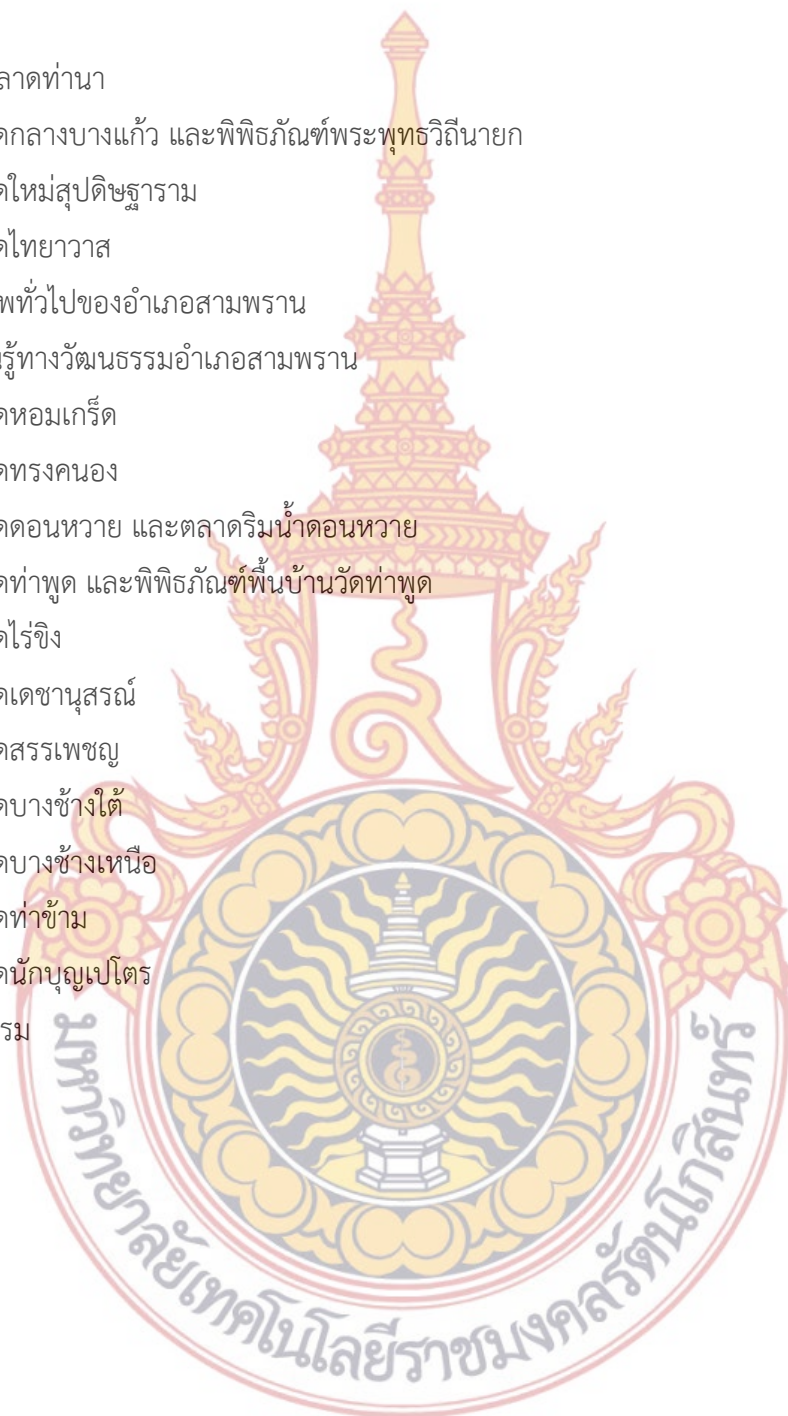 ลาดท่านา
ดกลางบางแก้ว และพิพิธภัณฑ์พระพุทธวิถีนายก
ดใหม่สุปดิษฐาราม
ดไทยาวาส
พทั่วไปของอำเภอสามพราน
นรู้ทางวัฒนธรรมอำเภอสามพราน
ดหอมเกร็ด
ดทรงคนอง
ดดอนหวาย และตลาดริมน้ำดอนหวาย
ดท่าพูด และพิพิธภัณฑ์พื้นบ้านวัดท่าพูด
ดไร่ขิง
ดเดชานุสรณ์
ดสรรเพชญ
ดบางช้างใต้
ดบางช้างเหนือ
ดท่าข้าม
ดนักบุญเปโตร
รม
มหาวิทยาลัยเทคโนโลยีราชมงคลรัตนโกสินทร์